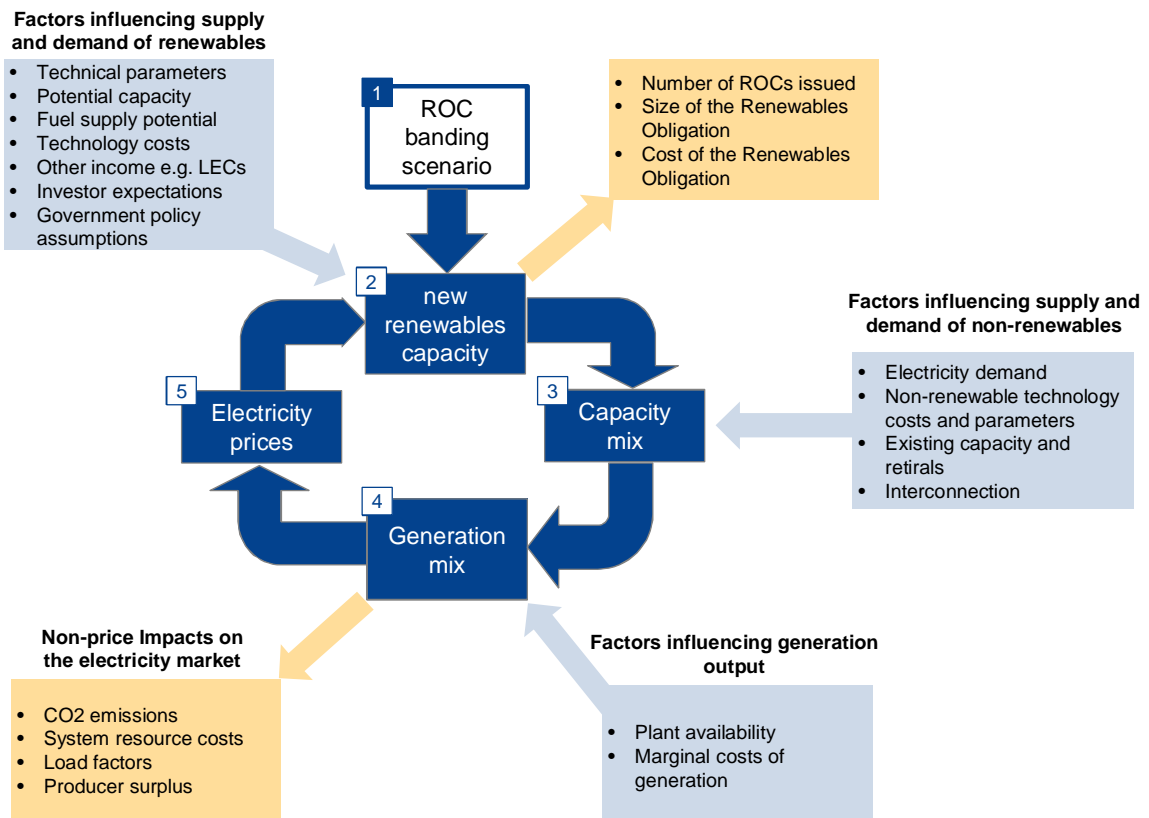 Factors influencing supply
and demand of renewables
• Technical parameters
• Potential capacity
• Fuel supply potential
• Technology costs
• Other income e.g. LECs
• Investor expectations
• Government policy
assumptions
1
ROC
banding
scenario
• Number of ROCs issued
• Size of the Renewables
Obligation
• Cost of the Renewables
Obligation
2
new
renewables
capacity
Factors influencing supply and
demand of non-renewables
• Electricity demand
• Non-renewable technology
costs and parameters
• Existing capacity and
retirals
• Interconnection
3
Capacity
mix
5
Electricity
prices
4
Generation
mix
Non-price Impacts on
the electricity market
• CO2 emissions
• System resource costs
• Load factors
• Producer surplus
Factors influencing generation
output
• Plant availability
• Marginal costs of
generation